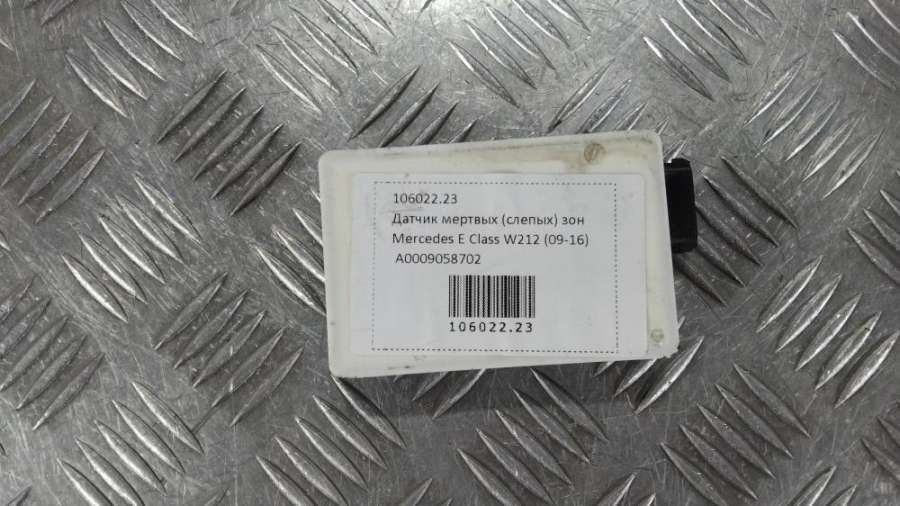 106022.23
Датчик мертвых (слепых) зон
Mercedes E Class W212 (09-16)
A0009058702
106022.23